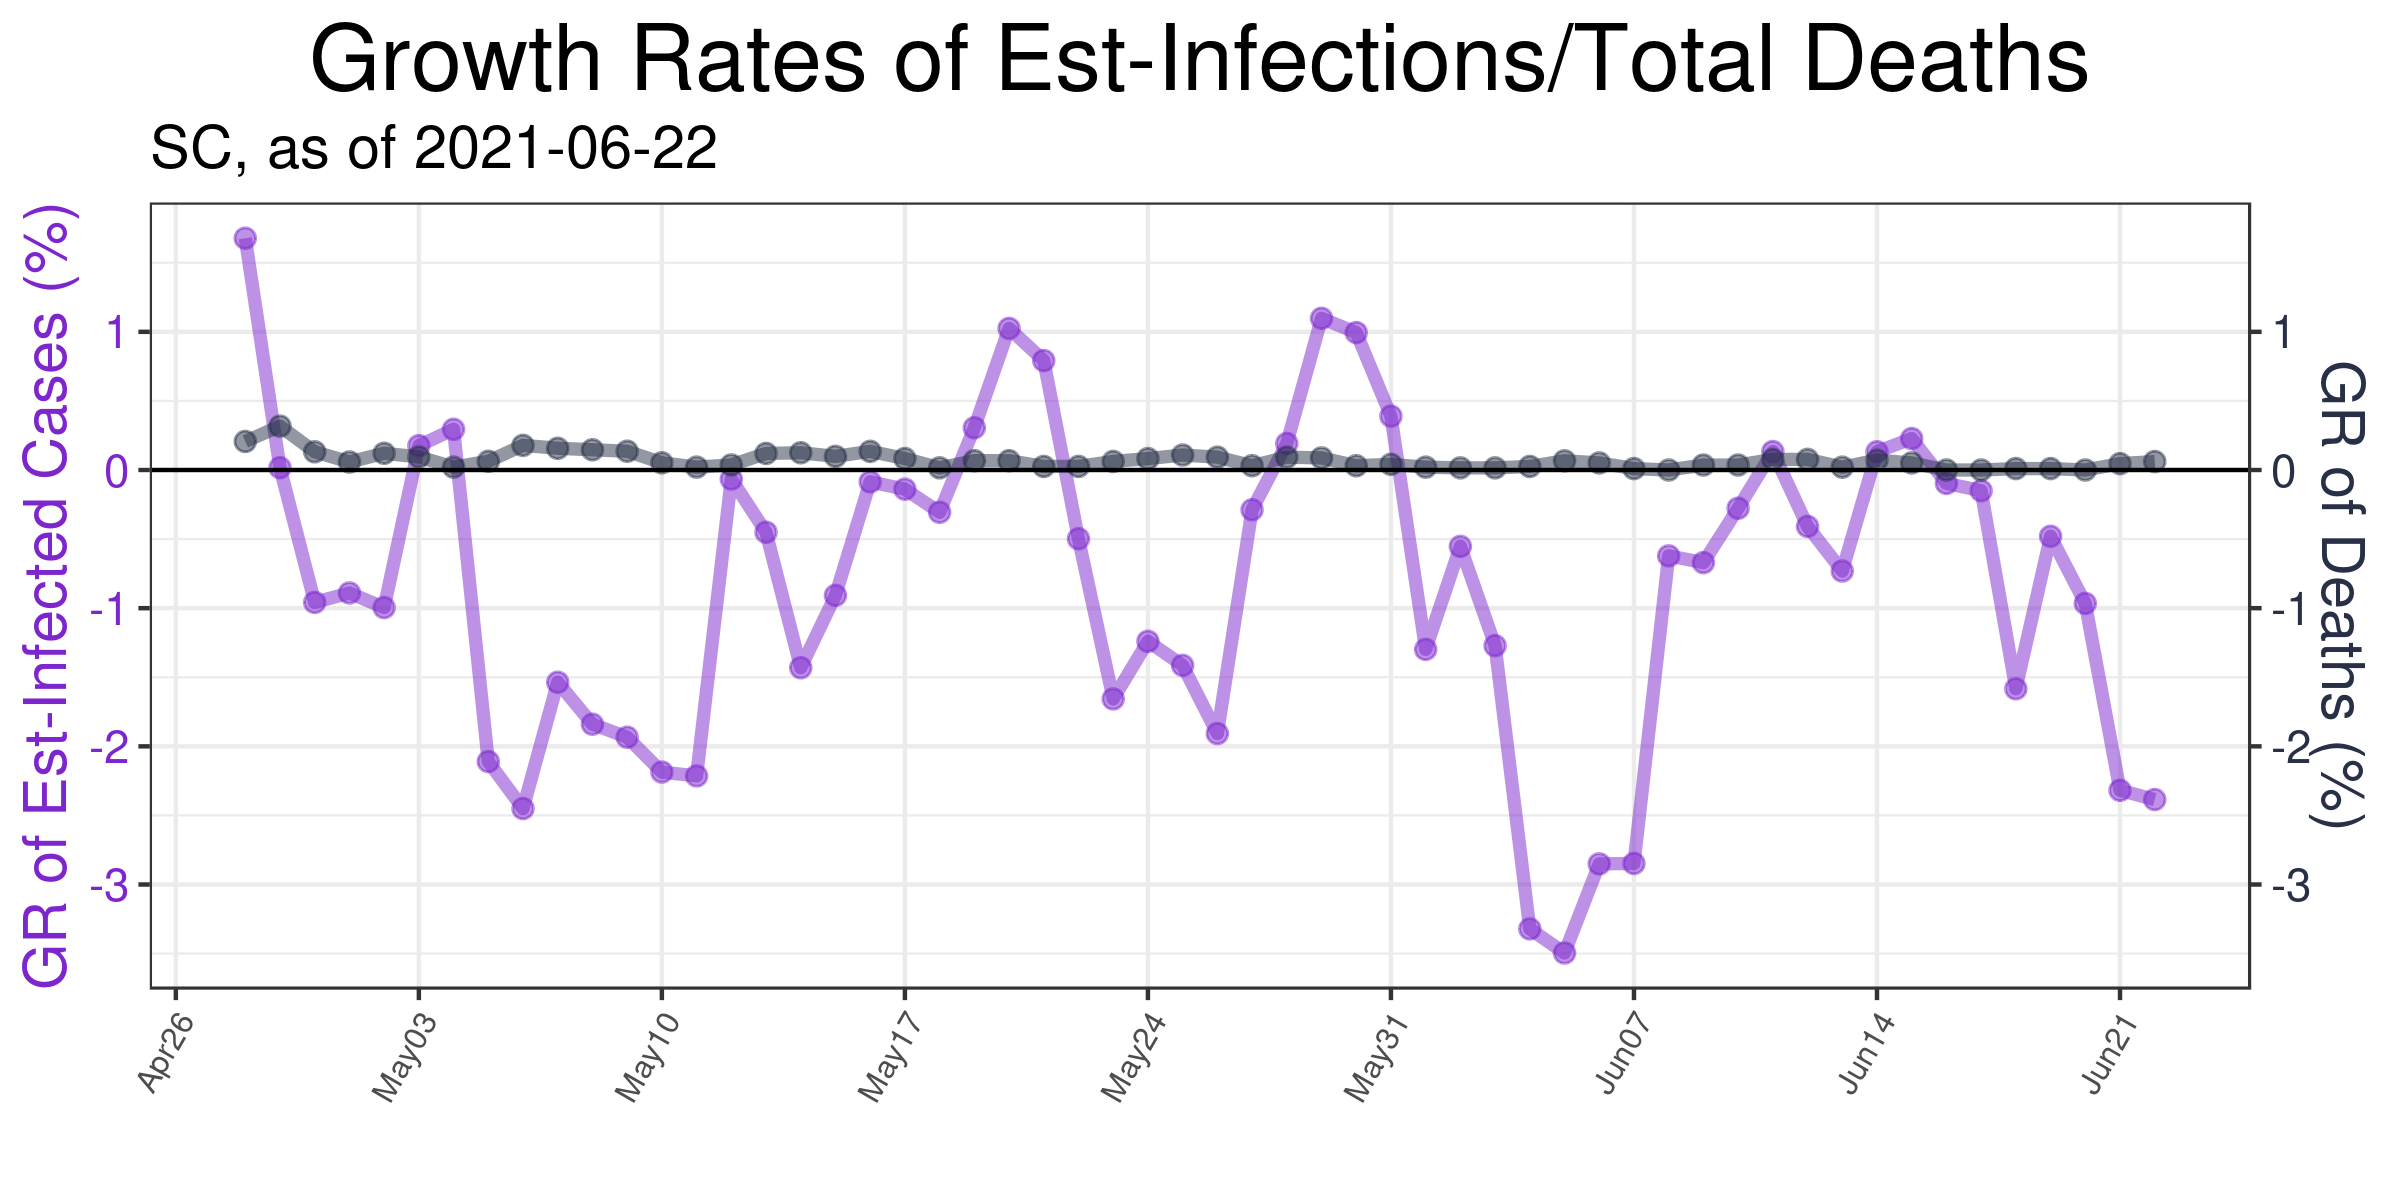 Growth Rates of Est-Infections/Total Deaths
SC, as of 2021-06-22
GR of Est-Infected Cases (%)
1
0
-1
-2
-3
1
0
-1
-2
-3
GR of Deaths (%)
Apr26
May03
May10
May17
May24
May31
Jun07
Jun14
Jun21